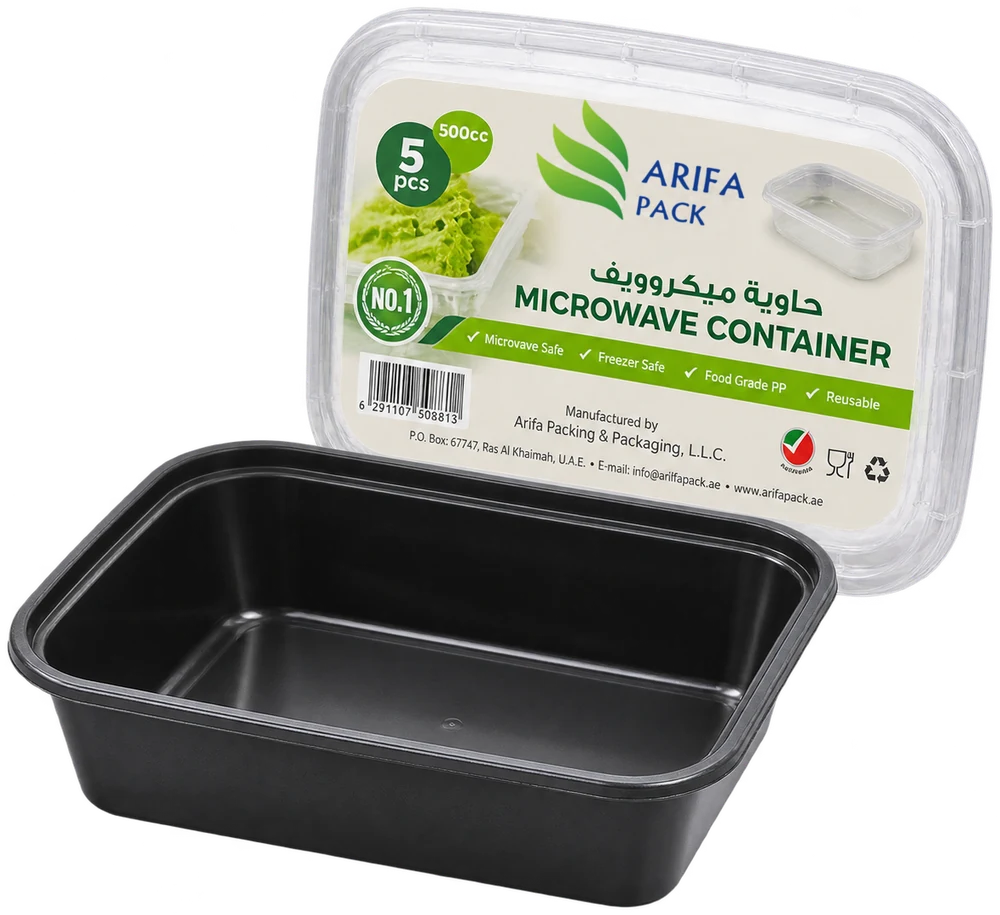 5
pcs
500cc
ARIFA
PACK
NO.1
حاوية ميكروويف
MICROWAVE CONTAINER
✓ Microvave Safe ✓ Freezer Safe ✓ Food Grade PP ✓ Reusable
6 291107 508813
Manufactured by
Arifa Packing & Packaging, L.L.C.
P.O. Box: 67747, Ras Al Khaimah, U.A.E. • E-mail: info@ariffapack.ae • www.arifapack.ae